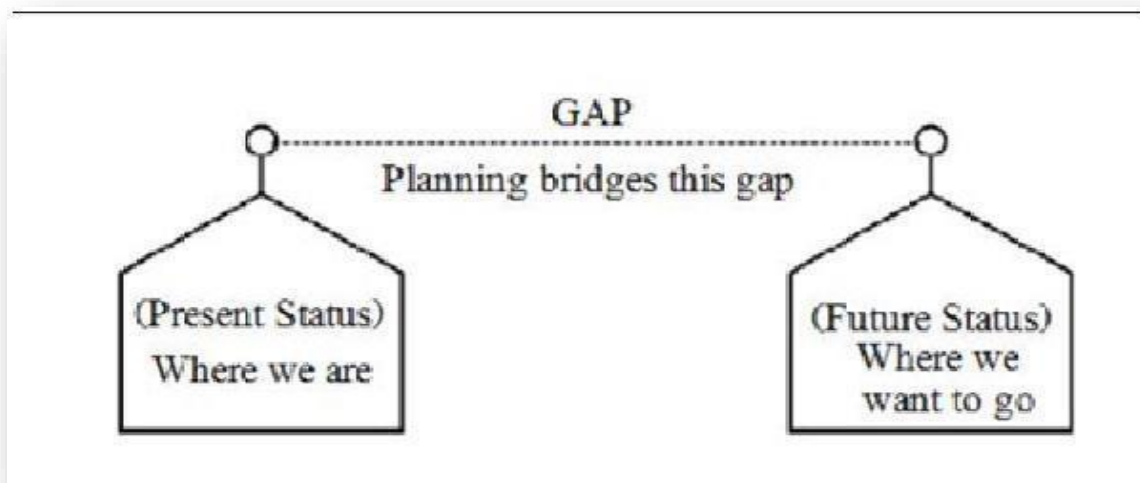 GAP
Planning bridges this gap
(Present Status)
Where we are
(Future Status)
Where we
want to go